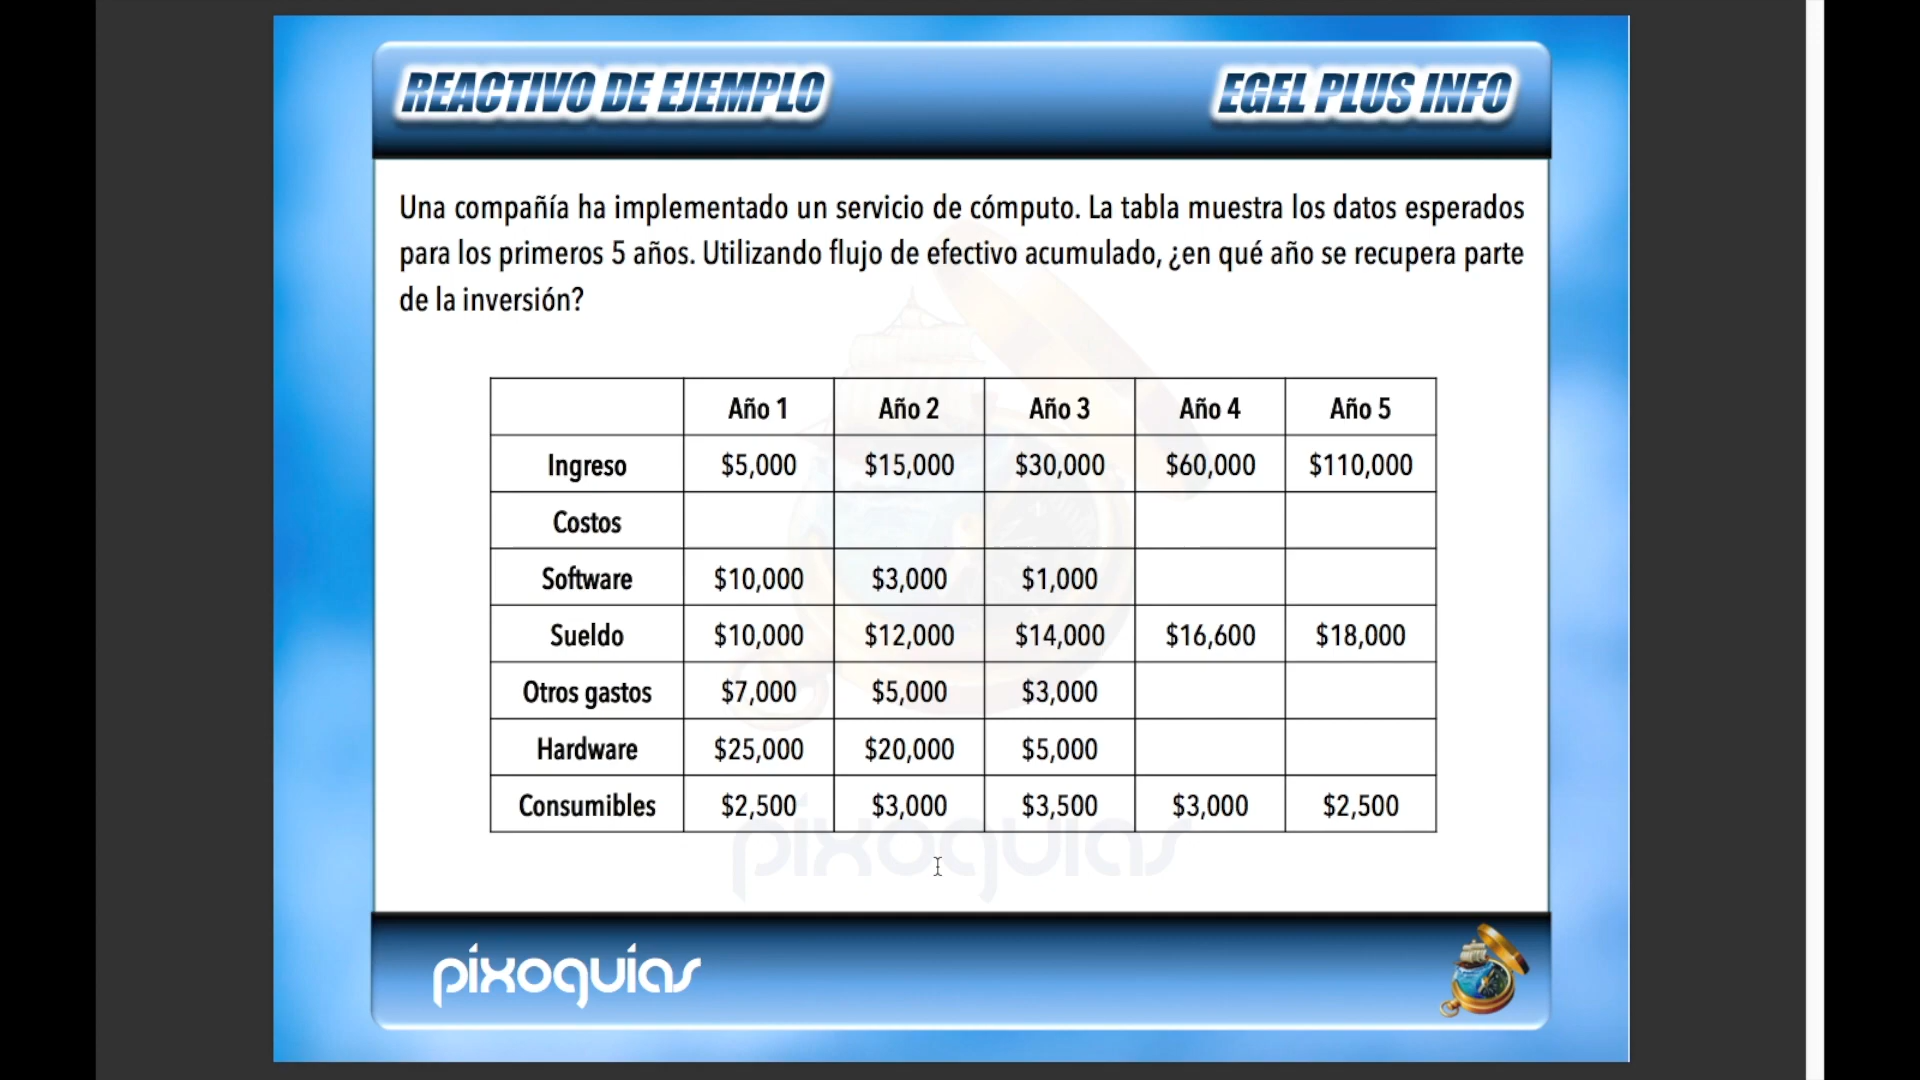 REACTIVO DE EJEMPLO
EGEL PLUS INFO
Una compañía ha implementado un servicio de cómputo. La tabla muestra los datos esperados
para los primeros 5 años. Utilizando flujo de efectivo acumulado, ¿en qué año se recupera parte
de la inversión?
Año 1 Año 2 Año 3 Año 4 Año 5
Ingreso $5,000 $15,000 $30,000 $60,000 $110,000
Costos
Software $10,000 $3,000 $1,000
Sueldo $10,000 $12,000 $14,000 $16,600 $18,000
Otros gastos $7,000 $5,000 $3,000
Hardware $25,000 $20,000 $5,000
Consumibles $2,500 $3,000 $3,500 $3,000 $2,500
pixoguias
pixoguias